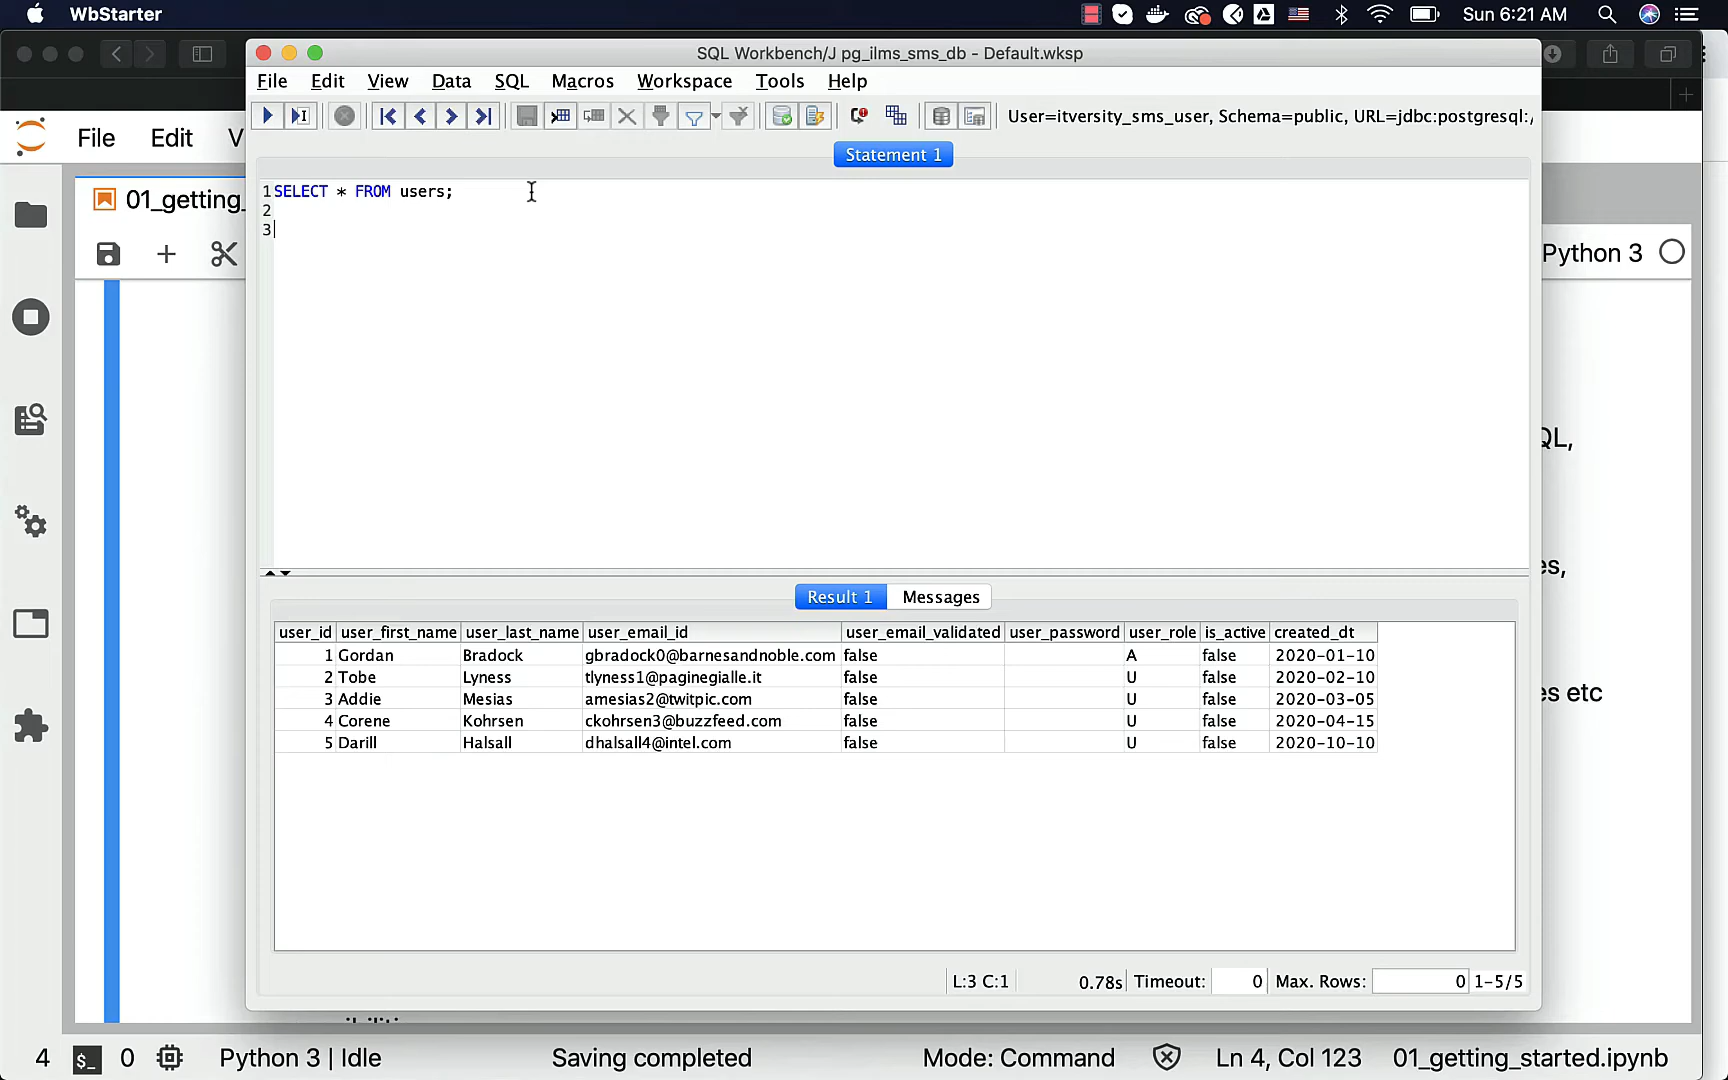 WbStarter
Sun 6:21 AM
SQL Workbench/J pg_ilms_sms_db - Default.wksp
File Edit View Data SQL Macros Workspace Tools Help
User=itversity_sms_user, Schema=public, URL=jdbc:postgresql:/
File Edit V
Statement 1
1SELECT * FROM users;
2
3
01_getting_
Python 3
QL,
es,
es etc
Result 1 Messages
user_id user_first_name user_last_name user_email_id user_email_validated user_password user_role is_active created_dt
1 Gordan Bradock gbradock0@barnesandnoble.com false A false 2020-01-10
2 Tobe Lyness tlyness1@paginegialle.it false U false 2020-02-10
3 Addie Mesias amesias2@twitpic.com false U false 2020-03-05
4 Corene Kohrsen ckohrsen3@buzzfeed.com false U false 2020-04-15
5 Darill Halsall dhalsall4@intel.com false U false 2020-10-10
L:3 C:1 0.78s Timeout: 0 Max. Rows: 0 1-5/5
4 $_ 0 Python 3 | Idle Saving completed Mode: Command Ln 4, Col 123 01_getting_started.ipynb